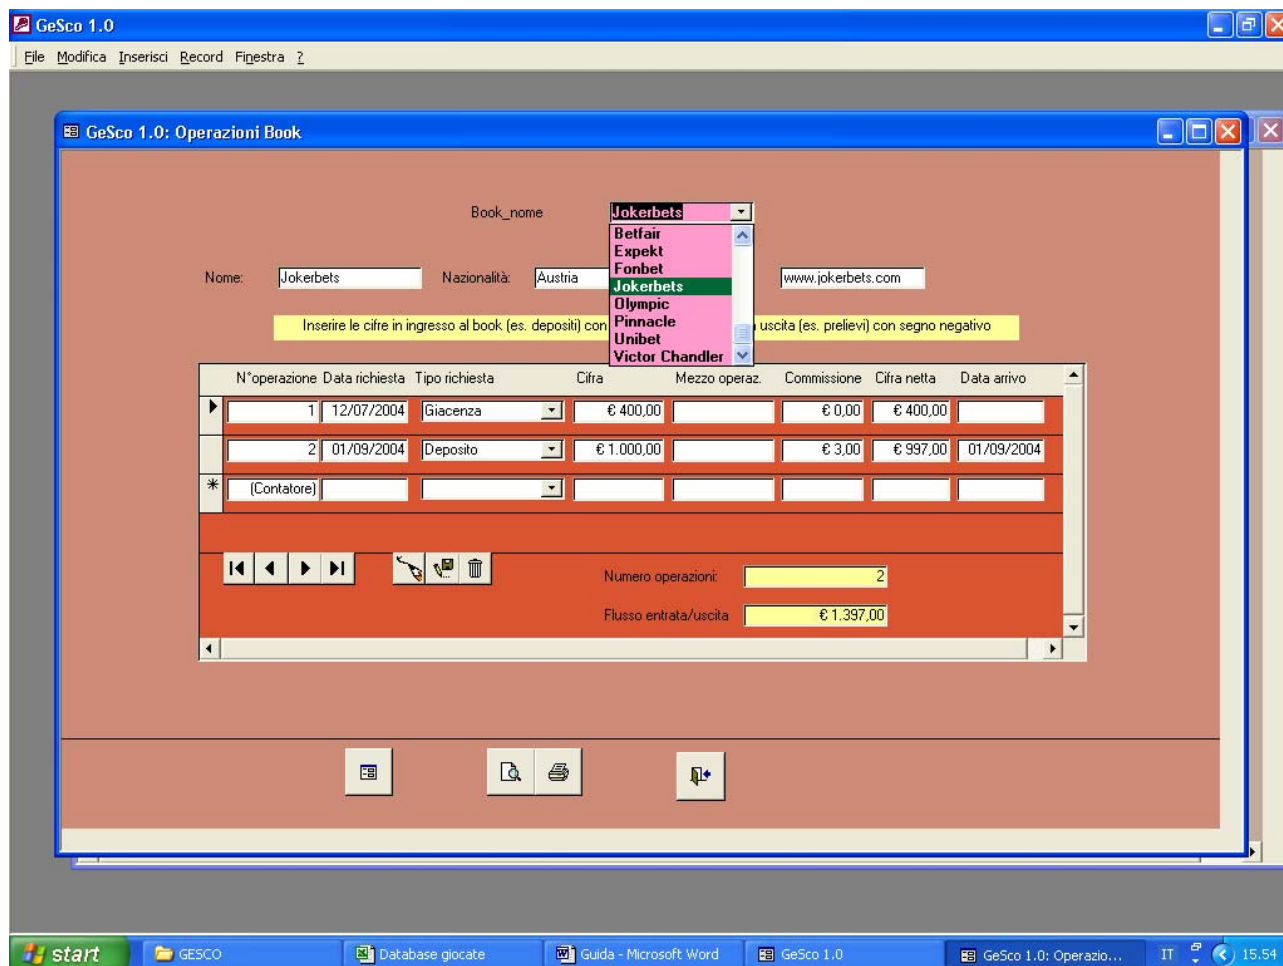 GeSco 1.0
File Modifica Inserisci Record Finestra ?
GeSco 1.0: Operazioni Book
Book_nome Jokerbets
Betfair
Expekt
Fonbet
Jokerbets
Olympic
Pinnacle
Unibet
Victor Chandler
Nome: Jokerbets Nazionalità: Austria www.jokerbets.com
Inserire le cifre in ingresso al book (es. depositi) con uscita (es. prelievi) con segno negativo
N°operazione Data richiesta Tipo richiesta Cifra Mezzo operaz. Commissione Cifra netta Data arrivo
1 12/07/2004 Giacenza € 400,00 € 0,00 € 400,00
2 01/09/2004 Deposito € 1.000,00 € 3,00 € 997,00 01/09/2004
(Contatore)
Numero operazioni: 2
Flusso entrata/uscita € 1.397,00
start GESCO Database giocate Guida - Microsoft Word GeSco 1.0 GeSco 1.0: Operazio... IT 15.54